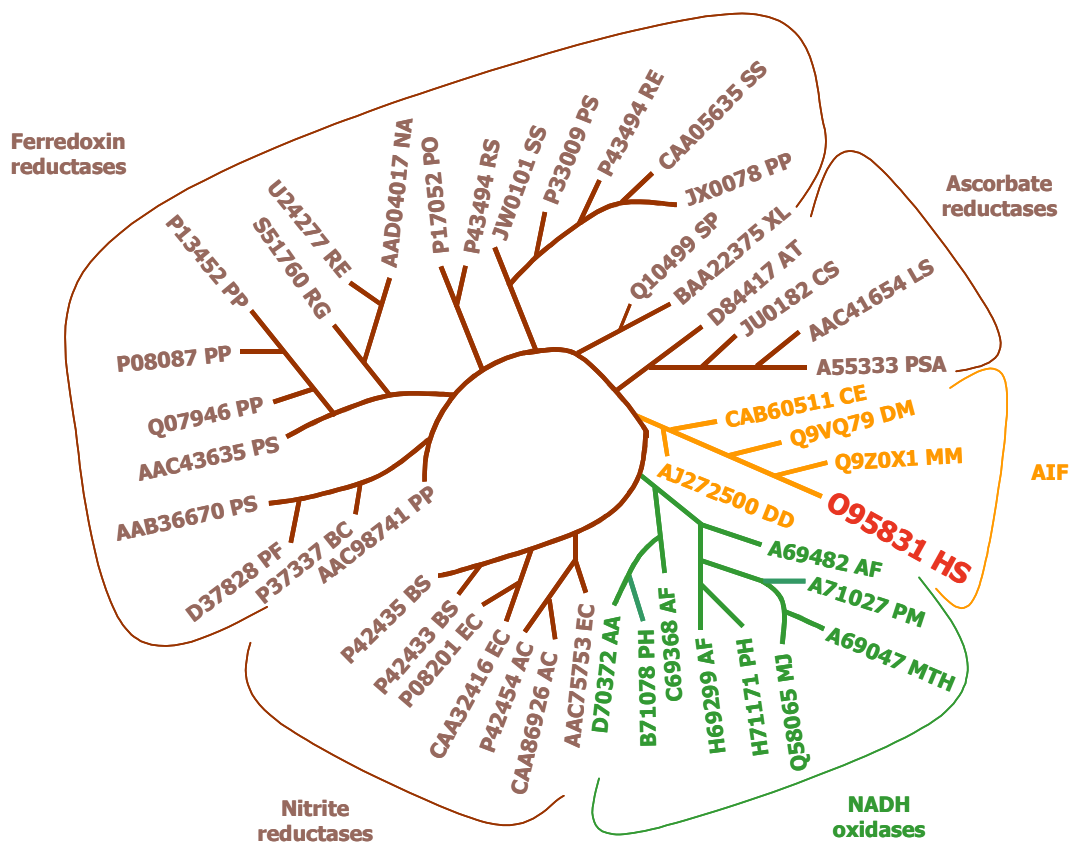 Ferredoxin
reductases
P13452 PP
U24277 RE
S51760 RG
AAD04017 NA
P17052 PO
P43494 RS
JW0101 SS
P33009 PS
P43494 RE
CAA05635 SS
JX0078 PP
P08087 PP
Q07946 PP
AAC43635 PS
AAB36670 PS
D37828 PF
P37337 BC
AAC98741 PP
Ascorbate
reductases
Q10499 SP
BAA22375 XL
D84417 AT
JU0182 CS
AAC41654 LS
A55333 PSA
AIF
CAB60511 CE
Q9VQ79 DM
Q9Z0X1 MM
O95831 HS
AJ272500 DD
A69482 AF
A71027 PM
A69047 MTH
Q58065 MJ
H71171 PH
H69299 AF
C69368 AF
B71078 PH
D70372 AA
NADH
oxidases
P42435 BS
P42433 BS
P08201 EC
CAA32416 EC
P42454 AC
CAA86926 AC
AAC75753 EC
Nitrite
reductases